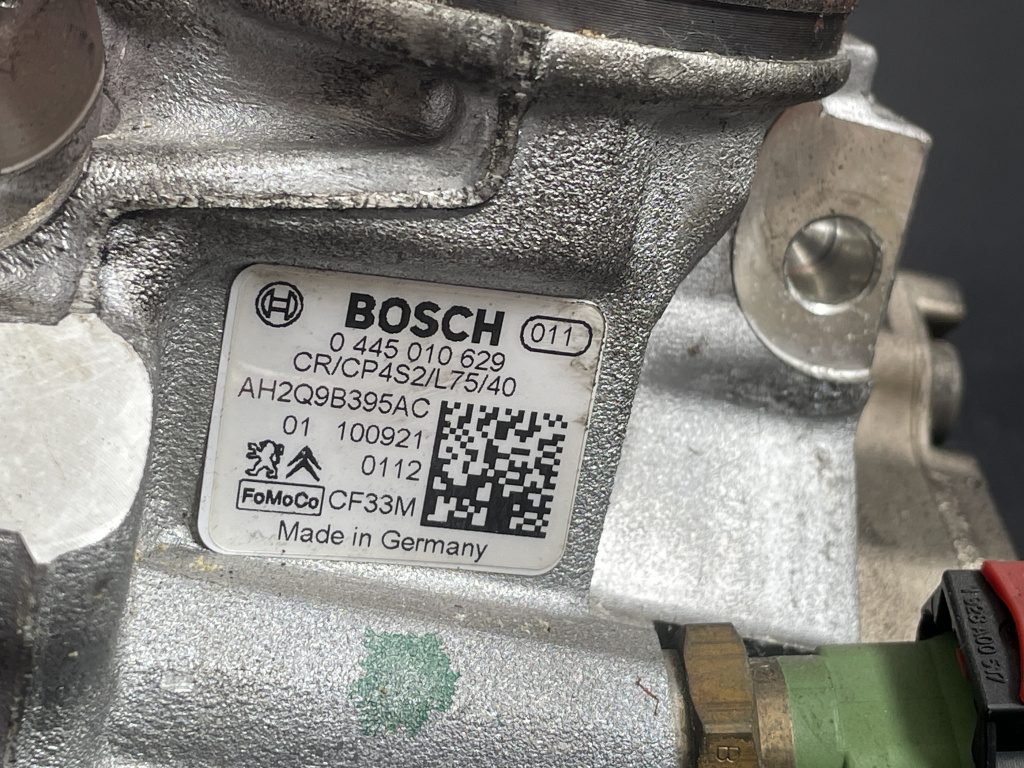 BOSCH 011
0 445 010 629
CR/CP4S2/L75/40
AH2Q9B395AC
01 100921
0112
FoMoCo CF33M
Made in Germany
B